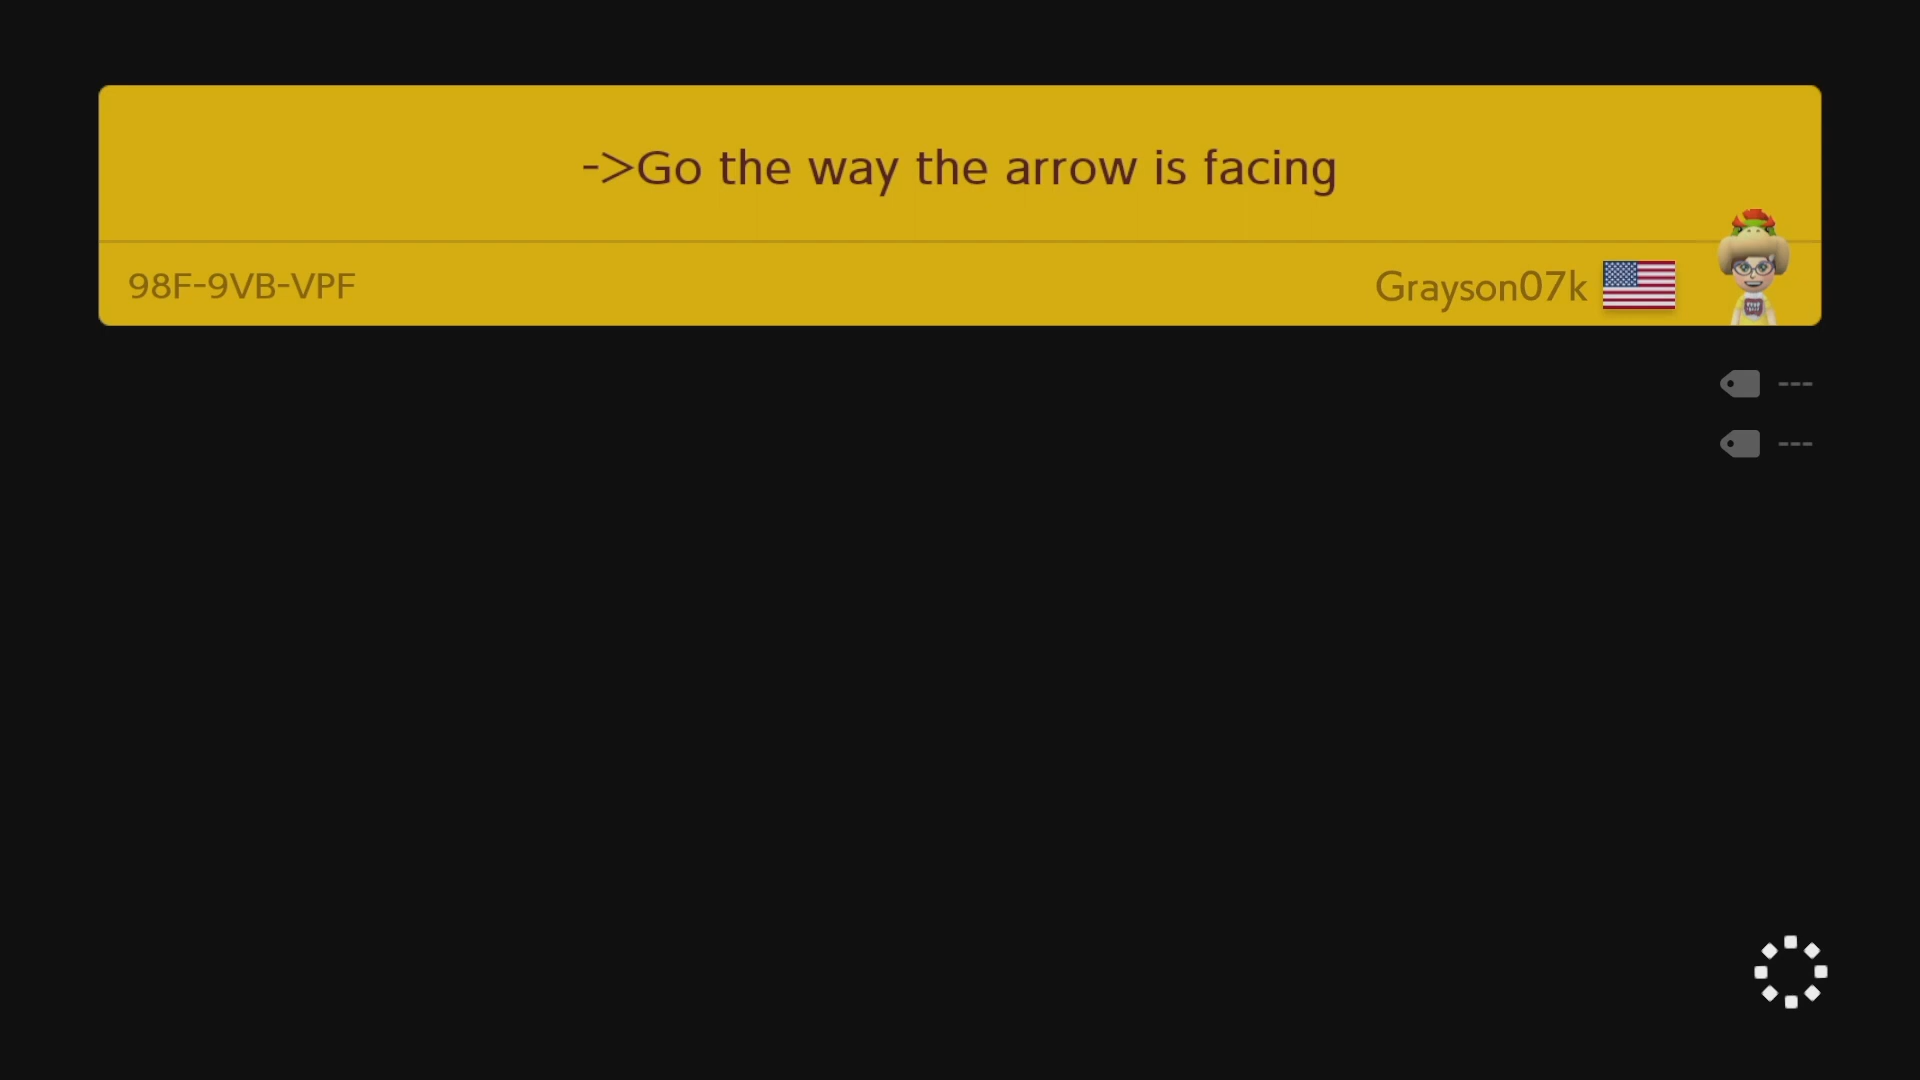 ->Go the way the arrow is facing
98F-9VB-VPF
Grayson07k
---
---